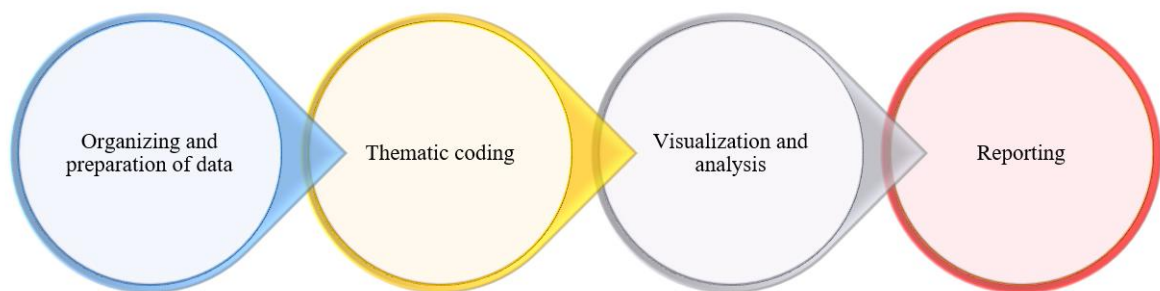 Organizing and
preparation of data
Thematic coding
Visualization and
analysis
Reporting